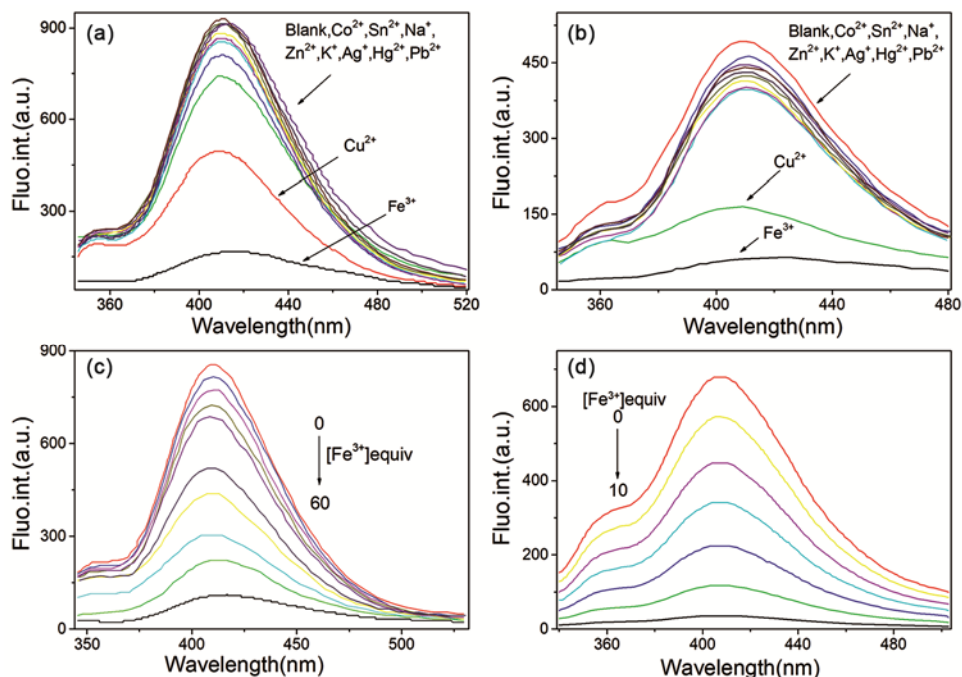 (a)
Blank,Co²⁺,Sn²⁺,Na⁺,
Zn²⁺,K⁺,Ag⁺,Hg²⁺,Pb²⁺
Cu²⁺
Fe³⁺
Fluo.int.(a.u.)
900
600
300
360 400 440 480 520
Wavelength(nm)
(b)
Blank,Co²⁺,Sn²⁺,Na⁺,
Zn²⁺,K⁺,Ag⁺,Hg²⁺,Pb²⁺
Cu²⁺
Fe³⁺
Fluo.int.(a.u.)
600
450
300
150
0
360 400 440 480
Wavelength(nm)
(c)
0
[Fe³⁺]equiv
60
Fluo.int.(a.u.)
900
600
300
0
350 400 450 500
Wavelength(nm)
(d)
[Fe³⁺]equiv
0
10
Fluo.int.(a.u.)
600
400
200
0
360 400 440 480
Wavelength(nm)